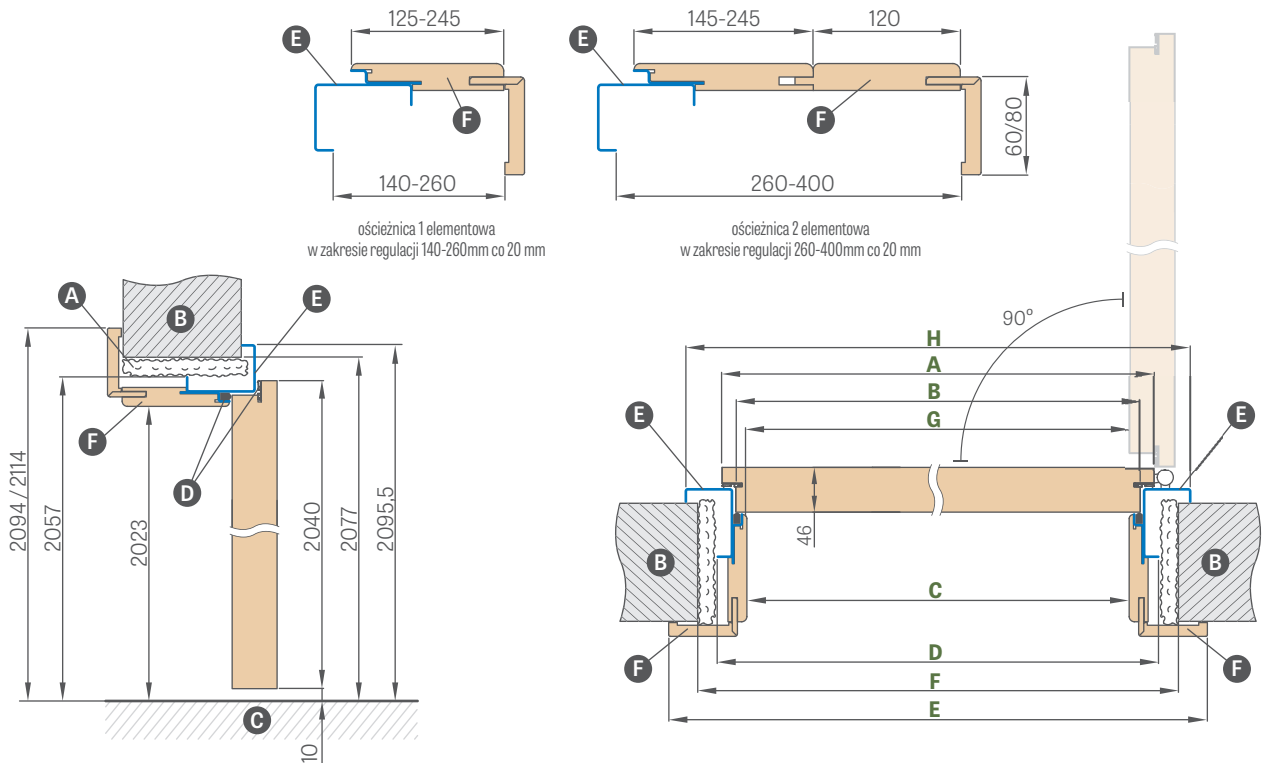 125-245
E
F
140-260
ościeżnica 1 elementowa
w zakresie regulacji 140-260mm co 20 mm
145-245
120
E
F
60/80
260-400
ościeżnica 2 elementowa
w zakresie regulacji 260-400mm co 20 mm
A
B
E
F
D
2094 / 2114
2057
2023
2040
2077
2095,5
C
10
90°
H
A
B
G
E
E
46
B
B
C
F
F
D
F
E